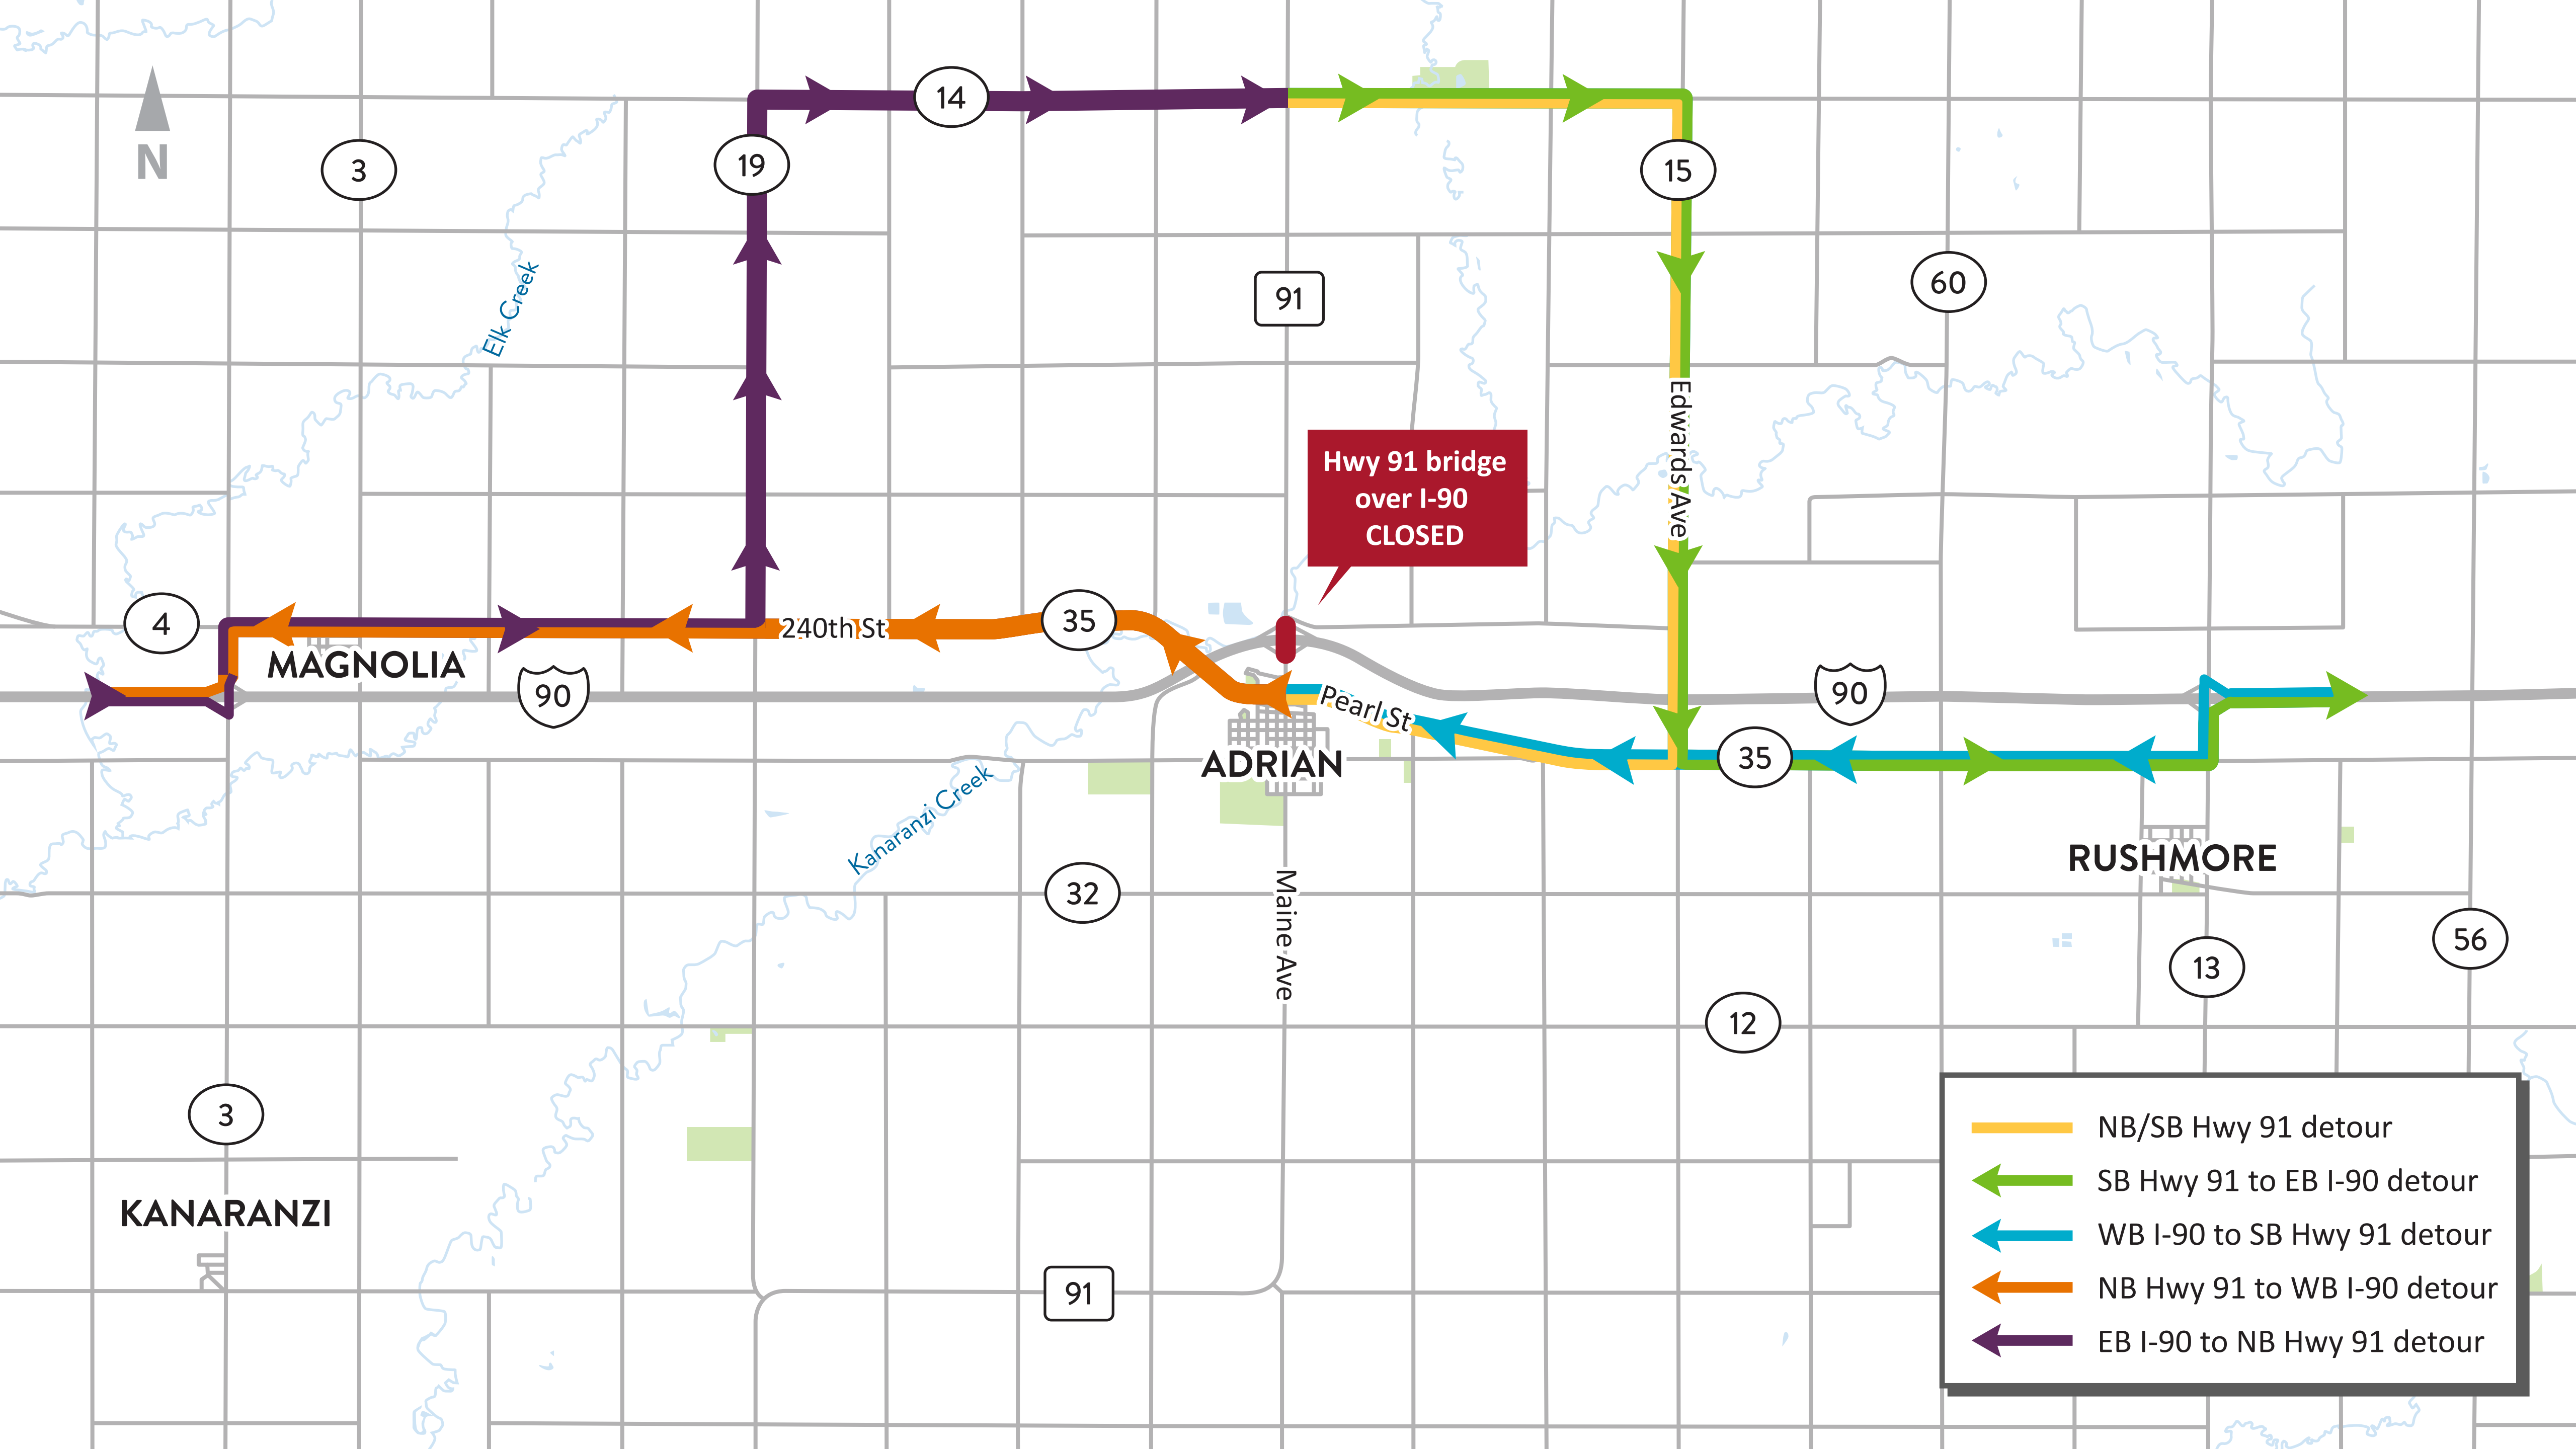 14
19
15
N
3
Elk Creek
91
60
Edwards Ave
Hwy 91 bridge
over I-90
CLOSED
4
240th St
35
MAGNOLIA
90
Pearl St
90
ADRIAN
35
Kanaranzi Creek
RUSHMORE
32
Maine Ave
56
13
12
3
KANARANZI
91
NB/SB Hwy 91 detour
SB Hwy 91 to EB I-90 detour
WB I-90 to SB Hwy 91 detour
NB Hwy 91 to WB I-90 detour
EB I-90 to NB Hwy 91 detour